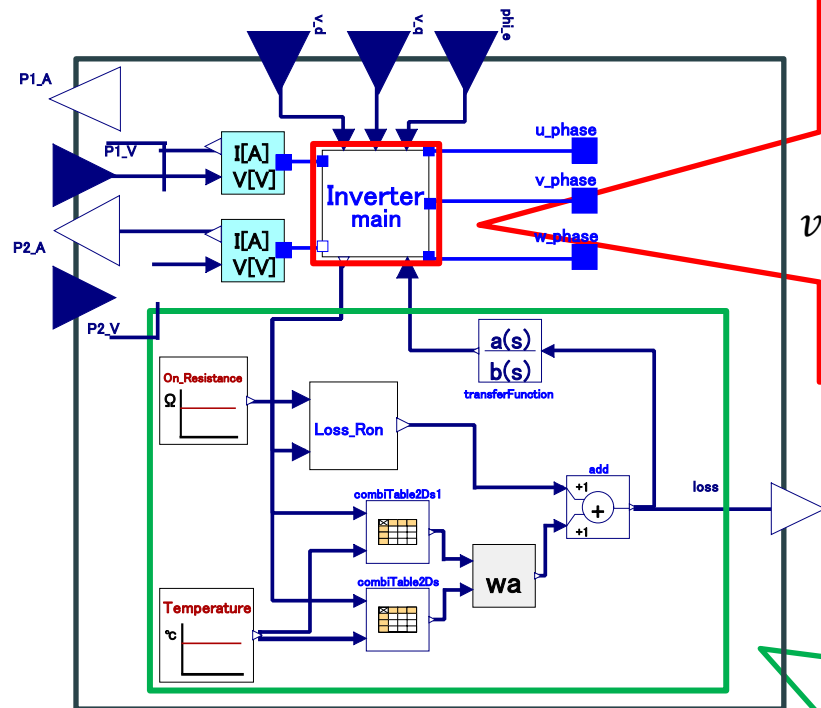 v_d
v_q
phi_e
P1_A
P1_V
I[A]
V[V]
Inverter
main
u_phase
v_phase
w_phase
v
P2_A
I[A]
V[V]
P2_V
On_Resistance
Ω
Loss_Ron
a(s)
b(s)
transferFunction
combiTable2Ds1
add
+1
+
+1
loss
combiTable2Ds
wa
Temperature
℃